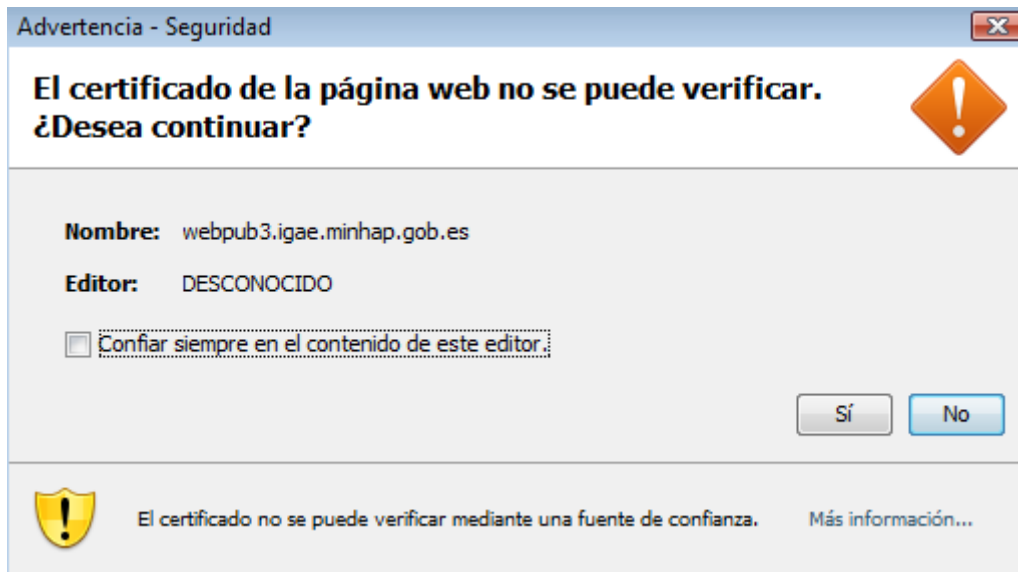 Advertencia - Seguridad
El certificado de la página web no se puede verificar.
¿Desea continuar?
Nombre: webpub3.igae.minhap.gob.es
Editor: DESCONOCIDO
Confiar siempre en el contenido de este editor.
Sí No
El certificado no se puede verificar mediante una fuente de confianza. Más información...